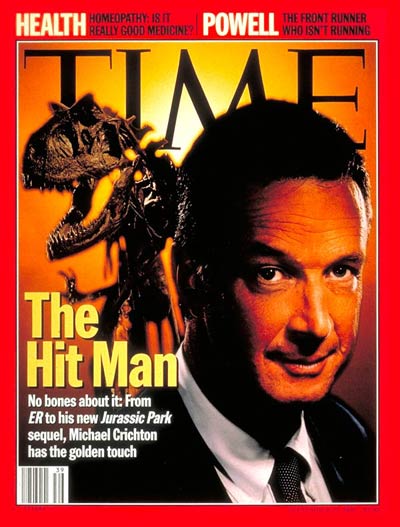 HEALTH HOMEOPATHY: IS IT REALLY GOOD MEDICINE?
POWELL THE FRONT RUNNER WHO ISN'T RUNNING
TIME
The
Hit Man
No bones about it: From
ER to his new Jurassic Park
sequel, Michael Crichton
has the golden touch
39